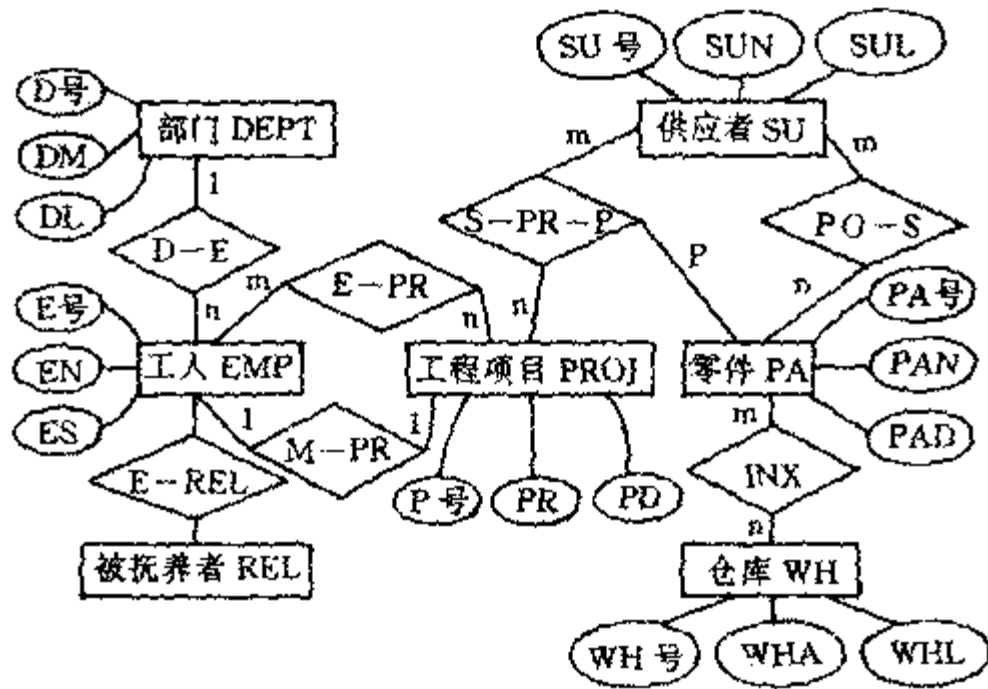 SU号 SUN SUL
D号
部门 DEPT
供应者 SU
DM
m
m
1
DL
S-PR-P
PO-S
D-E
m
E-PR
P
n
PA号
E号
n
n
n
工人 EMP
工程项目 PROJ
零件 PA
PAN
EN
1
1
m
ES
M-PR
PAD
E-REL
INX
P号
PR
PD
n
被抚养者 REL
仓库 WH
WH号
WHA
WHL